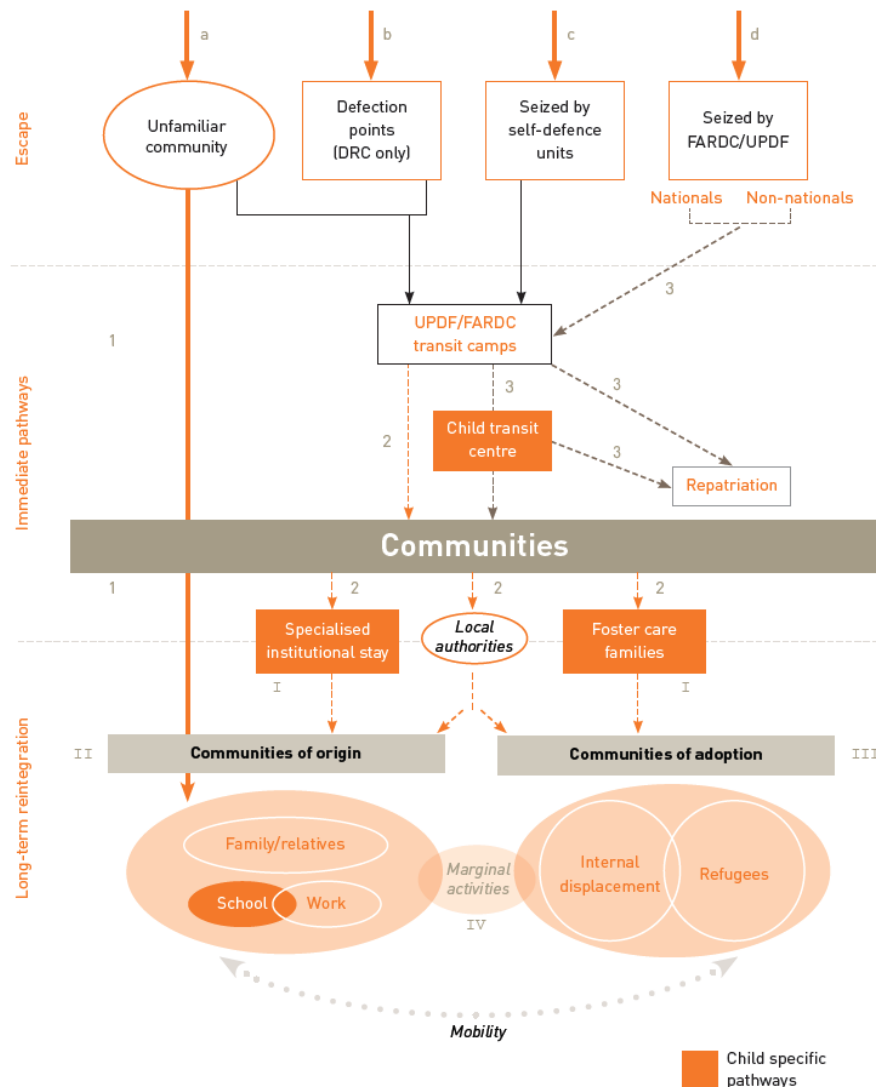 a
b
c
d
Escape
Unfamiliar
community
Defection
points
(DRC only)
Seized by
self-defence
units
Seized by
FARDC/UPDF
Nationals
Non-nationals
3
Immediate pathways
1
UPDF/FARDC
transit camps
3
3
2
Child transit
centre
3
Repatriation
Communities
1
2
2
2
Specialised
institutional stay
Local
authorities
Foster care
families
I
I
Long-term reintegration
II
Communities of origin
Communities of adoption
III
Family/relatives
School
Work
Marginal
activities
IV
Internal
displacement
Refugees
Mobility
Child specific
pathways